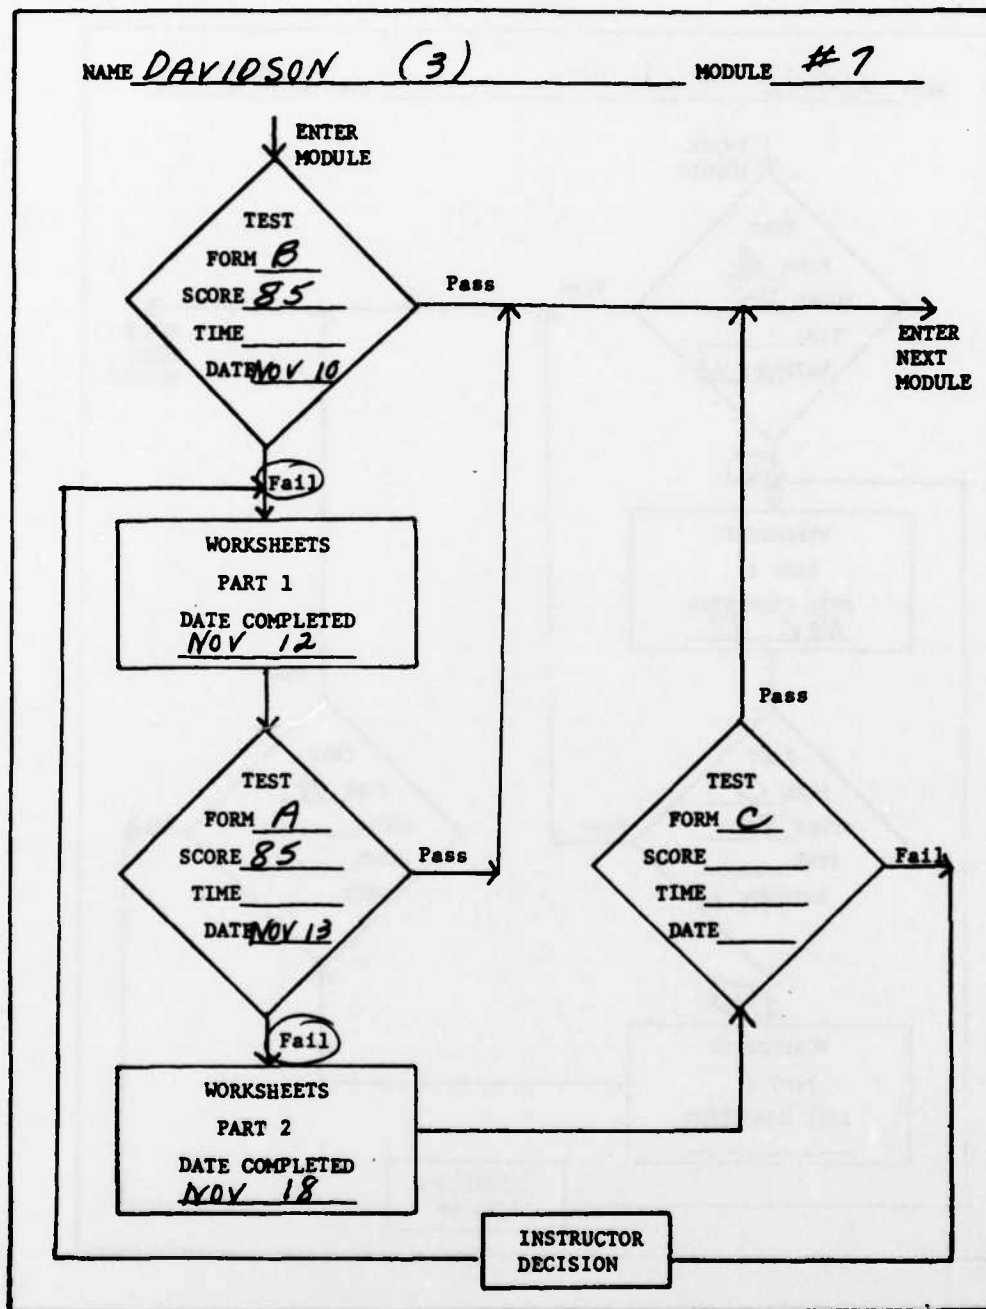 NAME DAVIDSON (3) MODULE #7
ENTER
MODULE
TEST
FORM B
SCORE 85
TIME
DATE NOV 10
Pass
ENTER
NEXT
MODULE
Fail
WORKSHEETS
PART 1
DATE COMPLETED
NOV 12
TEST
FORM A
SCORE 85
TIME
DATE NOV 13
Pass
Fail
WORKSHEETS
PART 2
DATE COMPLETED
NOV 18
Pass
TEST
FORM C
SCORE
TIME
DATE
Fail
INSTRUCTOR
DECISION